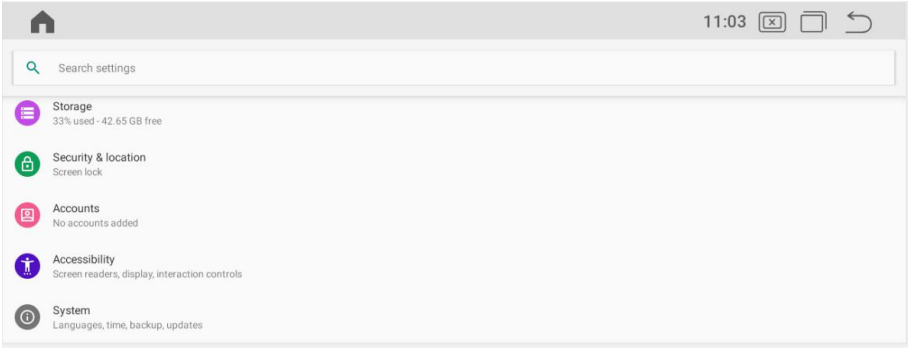 11:03
Search settings
Storage
33% used - 42.65 GB free
Security & location
Screen lock
Accounts
No accounts added
Accessibility
Screen readers, display, interaction controls
System
Languages, time, backup, updates